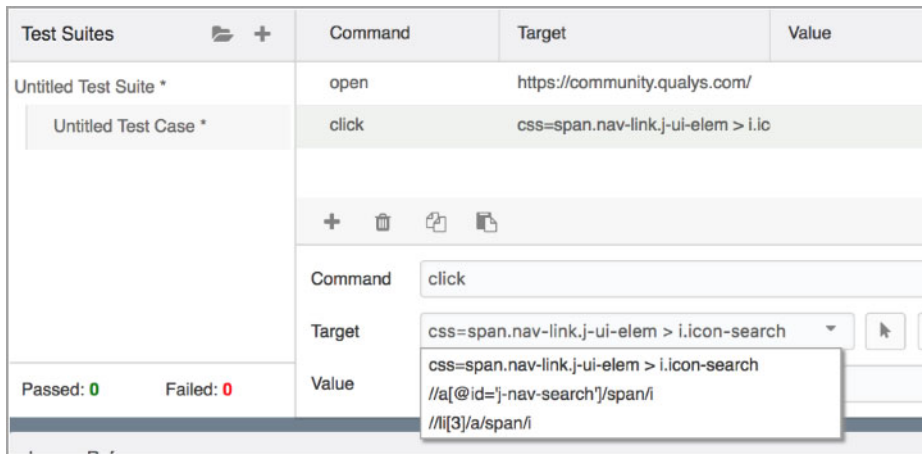 Test Suites
Command Target Value
Untitled Test Suite *
open https://community.qualys.com/
Untitled Test Case *
click css=span.nav-link.j-ui-elem > i.ic
Command click
Target css=span.nav-link.j-ui-elem > i.icon-search
css=span.nav-link.j-ui-elem > i.icon-search
Value
//a[@id='j-nav-search']/span/i
//li[3]/a/span/i
Passed: 0 Failed: 0